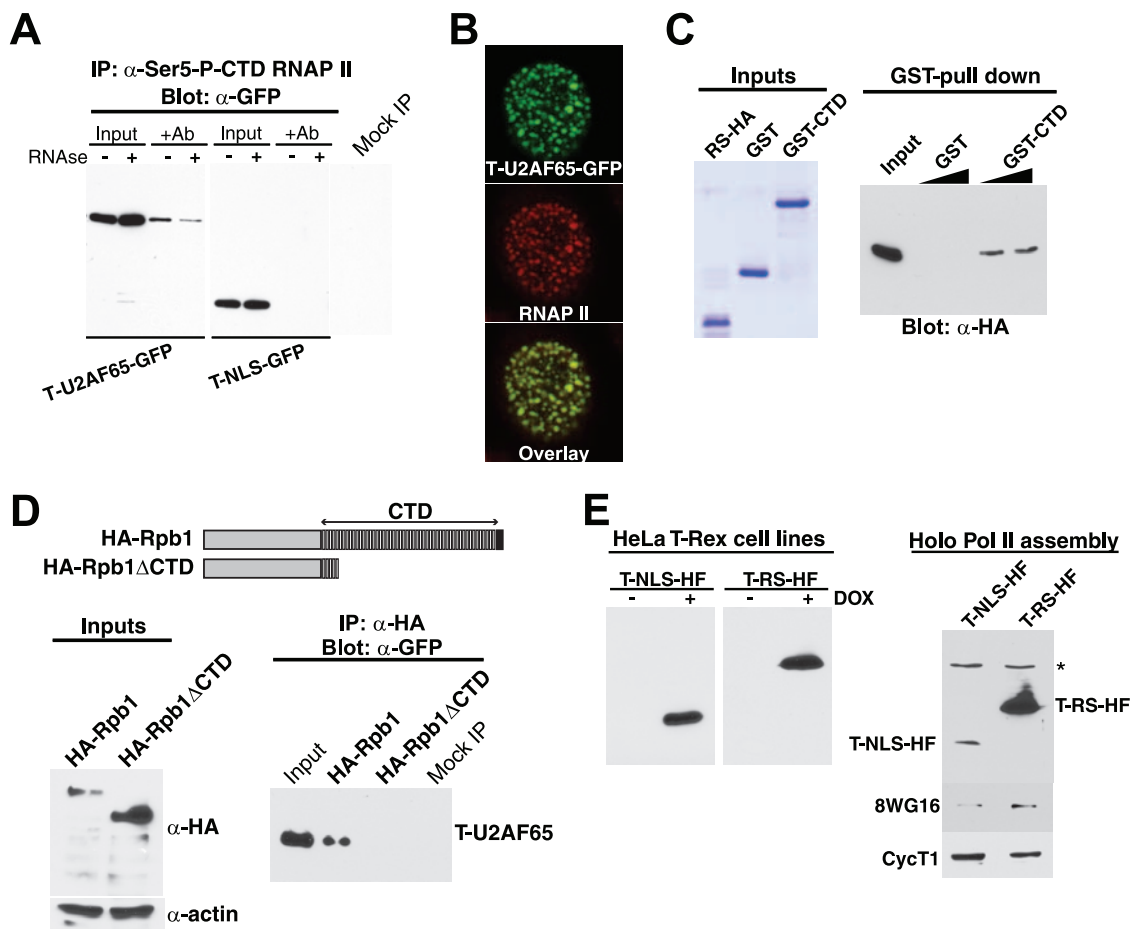 A
IP: α-Ser5-P-CTD RNAP II
Blot: α-GFP
Input +Ab Input +Ab Mock IP
RNAse - + - + - + - +
T-U2AF65-GFP T-NLS-GFP
B
T-U2AF65-GFP
RNAP II
Overlay
C
Inputs GST-pull down
RS-HA GST GST-CTD Input GST GST-CTD
Blot: α-HA
D
CTD
HA-Rpb1
HA-Rpb1ΔCTD
Inputs
HA-Rpb1 HA-Rpb1ΔCTD
α-HA
α-actin
IP: α-HA
Blot: α-GFP
Input HA-Rpb1 HA-Rpb1ΔCTD Mock IP
T-U2AF65
E
HeLa T-Rex cell lines
T-NLS-HF T-RS-HF
- + - + DOX
Holo Pol II assembly
T-NLS-HF T-RS-HF
*
T-RS-HF
T-NLS-HF
8WG16
CycT1